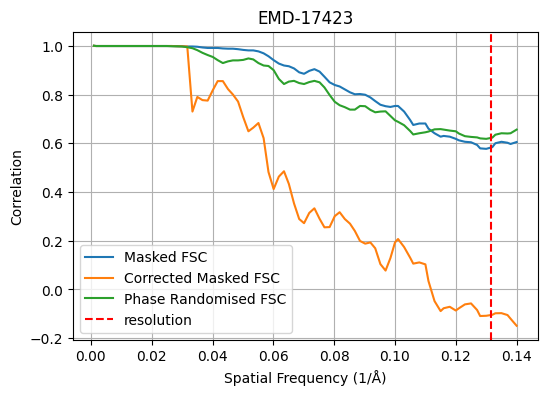 EMD-17423
1.0
0.8
0.6
0.4
0.2
0.0
−0.2
Correlation
Masked FSC
Corrected Masked FSC
Phase Randomised FSC
resolution
0.00 0.02 0.04 0.06 0.08 0.10 0.12 0.14
Spatial Frequency (1/Å)